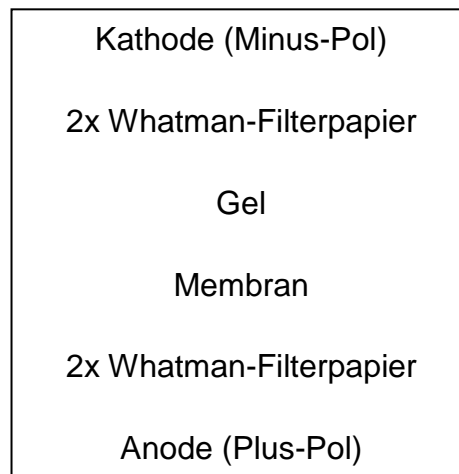 Kathode (Minus-Pol)
2x Whatman-Filterpapier
Gel
Membran
2x Whatman-Filterpapier
Anode (Plus-Pol)